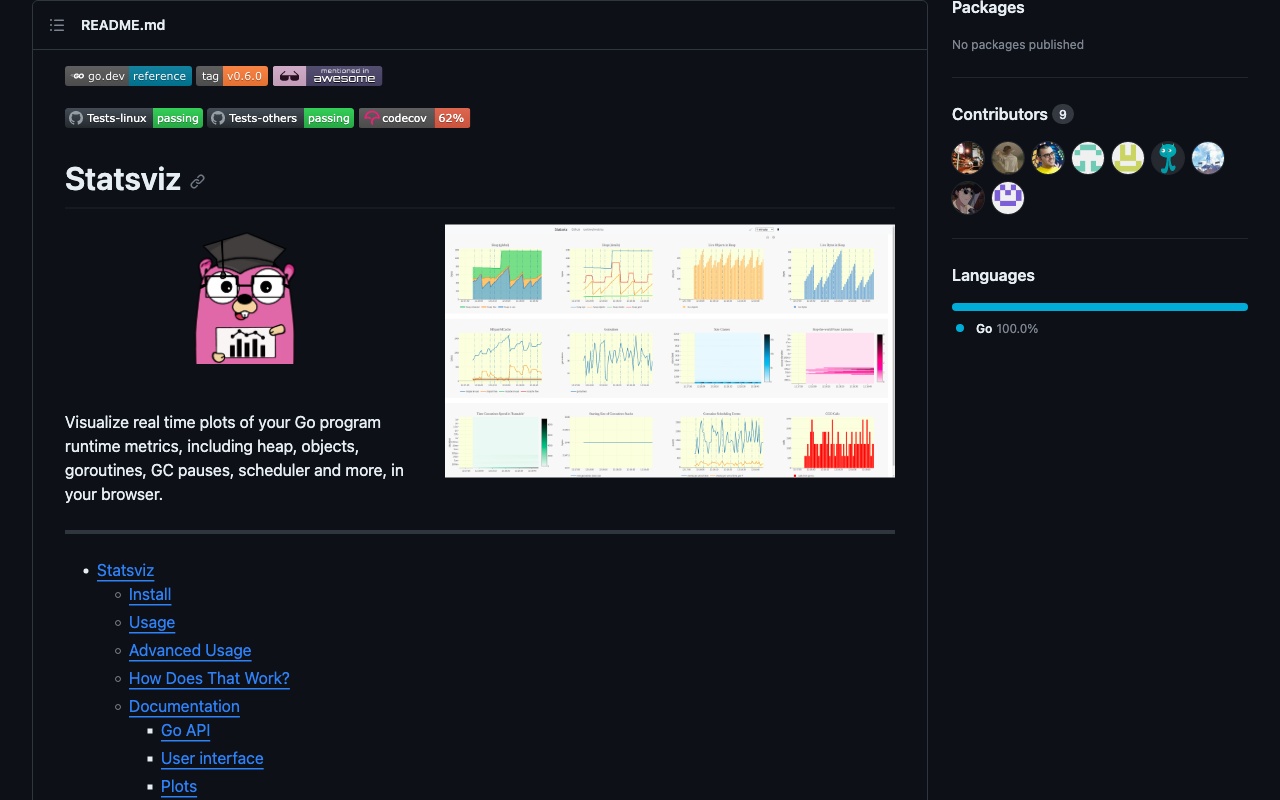 README.md
go.dev reference tag v0.6.0 mentioned in awesome
Tests-linux passing Tests-others passing codecov 62%
Statsviz
Visualize real time plots of your Go program
runtime metrics, including heap, objects,
goroutines, GC pauses, scheduler and more, in
your browser.
Statsviz
Install
Usage
Advanced Usage
How Does That Work?
Documentation
Go API
User interface
Plots
Packages
No packages published
Contributors 9
Languages
Go 100.0%